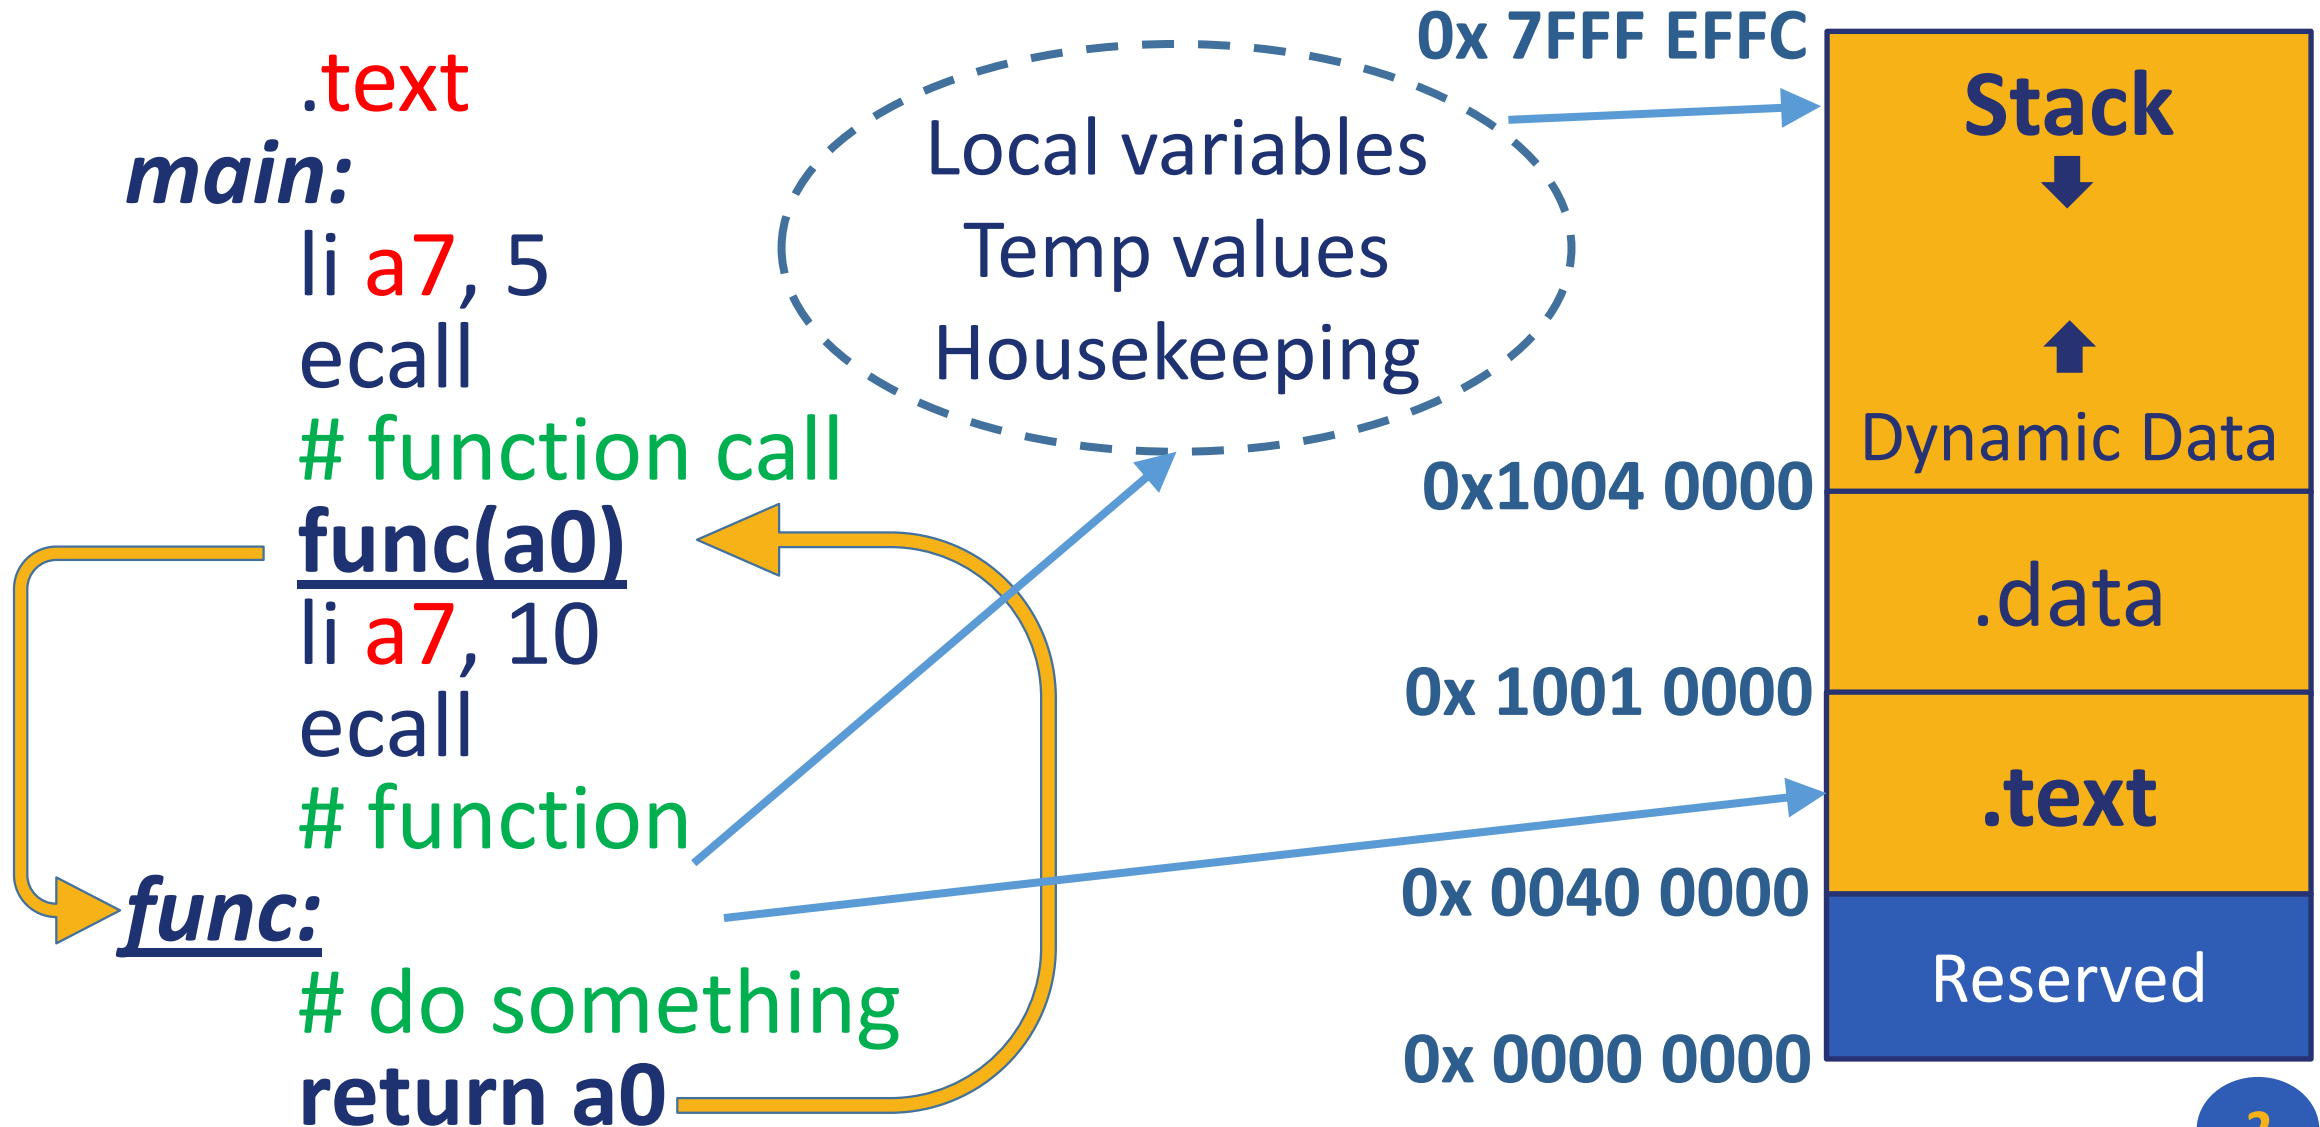 .text
main:
li a7, 5
ecall
# function call
func(a0)
li a7, 10
ecall
# function
func:
# do something
return a0
Local variables
Temp values
Housekeeping
0x 7FFF EFFC
Stack
Dynamic Data
0x1004 0000
.data
0x 1001 0000
.text
0x 0040 0000
Reserved
0x 0000 0000